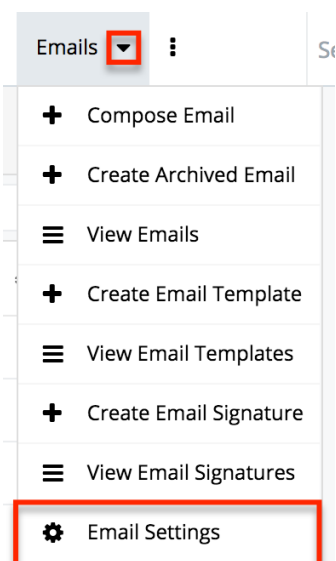 Emails
Compose Email
Create Archived Email
View Emails
Create Email Template
View Email Templates
Create Email Signature
View Email Signatures
Email Settings